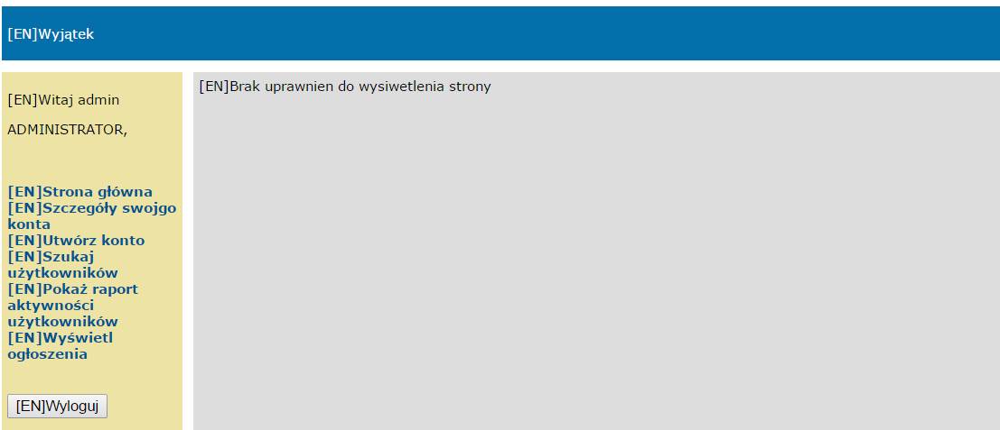 [EN]Wyjątek
[EN]Witaj admin
ADMINISTRATOR,
[EN]Strona główna
[EN]Szczegóły swojgo
konta
[EN]Utwórz konto
[EN]Szukaj
użytkowników
[EN]Pokaż raport
aktywności
użytkowników
[EN]Wyświetl
ogłoszenia
[EN]Wyloguj
[EN]Brak uprawnien do wysiwetlenia strony